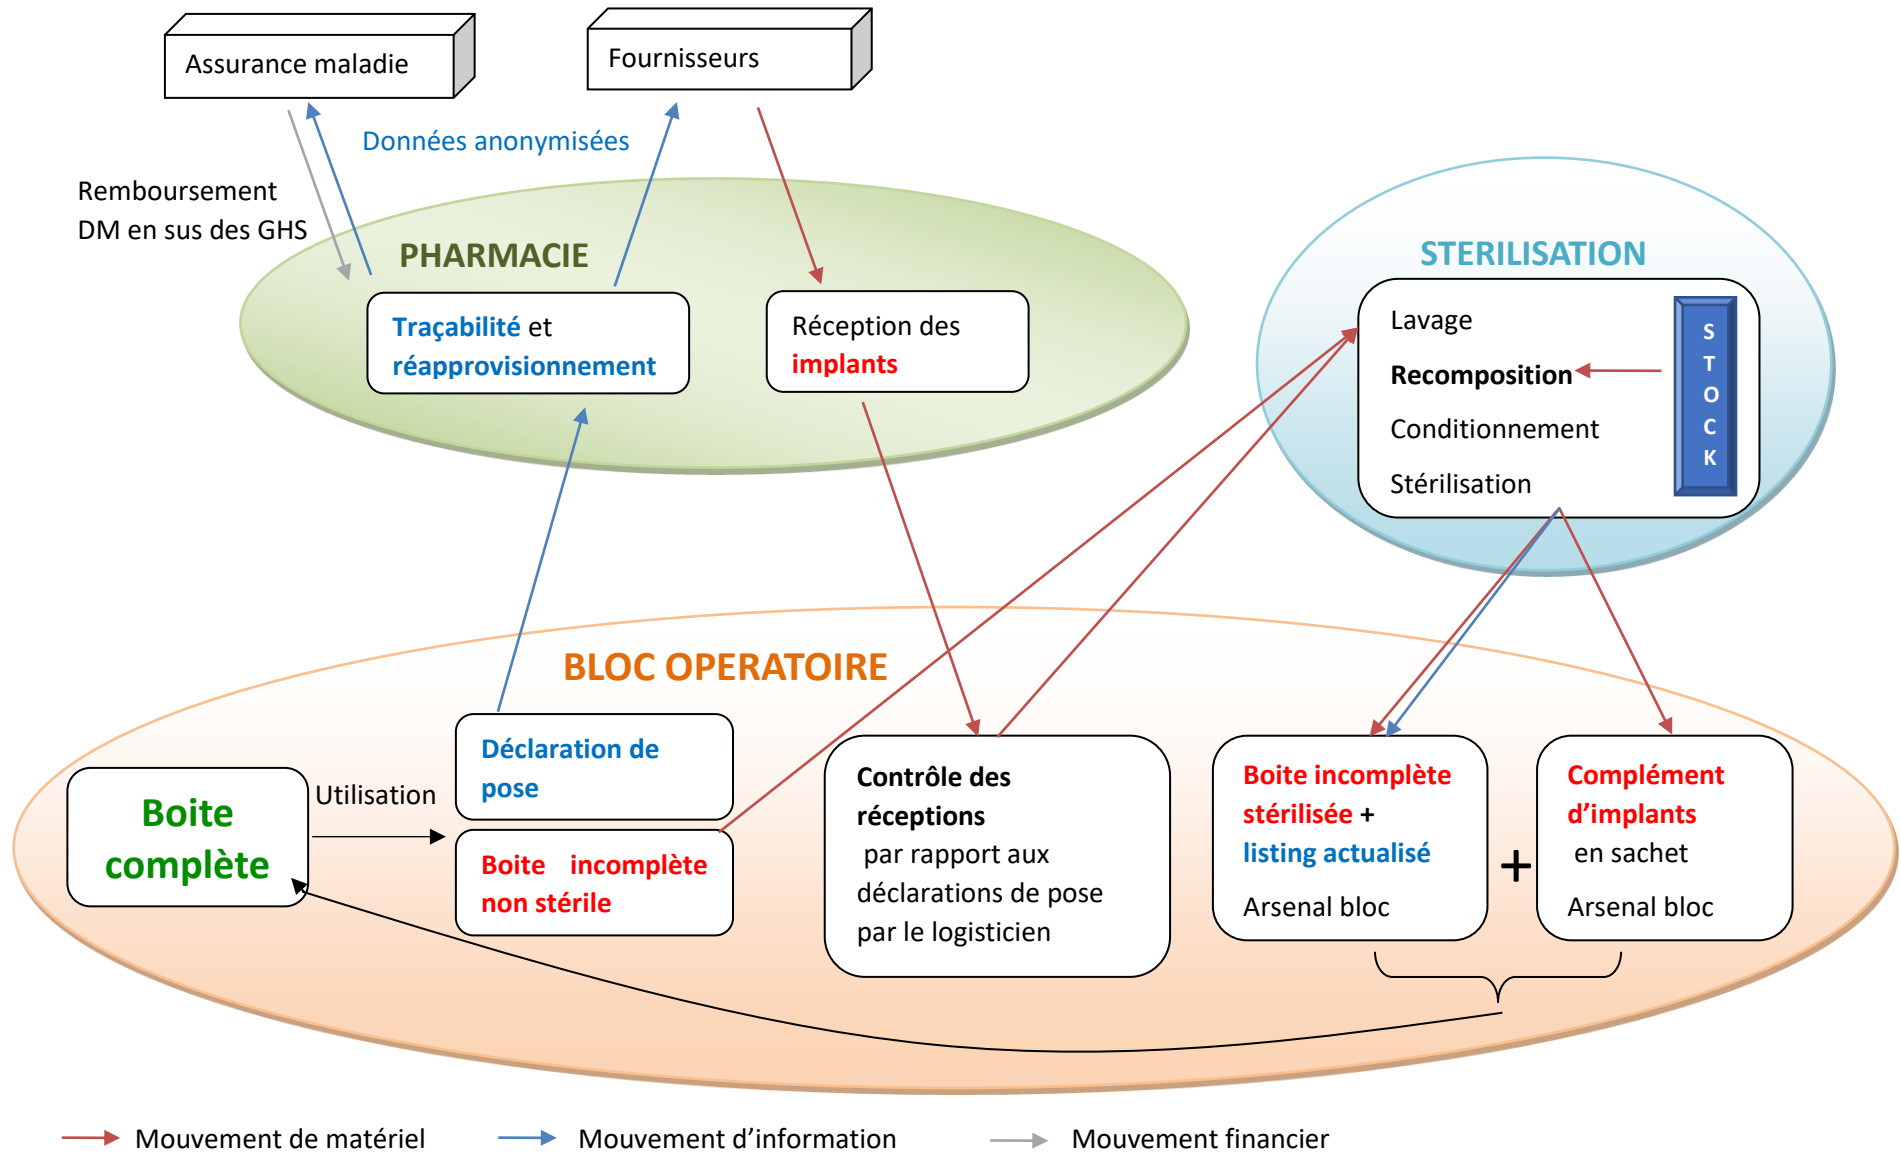 Assurance maladie
Fournisseurs
Données anonymisées
Remboursement
DM en sus des GHS
PHARMACIE
Traçabilité et
réapprovisionnement
Réception des
implants
STERILISATION
Lavage
Recomposition
Conditionnement
Stérilisation
S
T
O
C
K
BLOC OPERATOIRE
Boite
complète
Utilisation
Déclaration de
pose
Boite incomplète
non stérile
Contrôle des
réceptions
par rapport aux
déclarations de pose
par le logisticien
Boite incomplète
stérilisée +
listing actualisé
Arsenal bloc
+
Complément
d’implants
en sachet
Arsenal bloc
Mouvement de matériel
Mouvement d’information
Mouvement financier